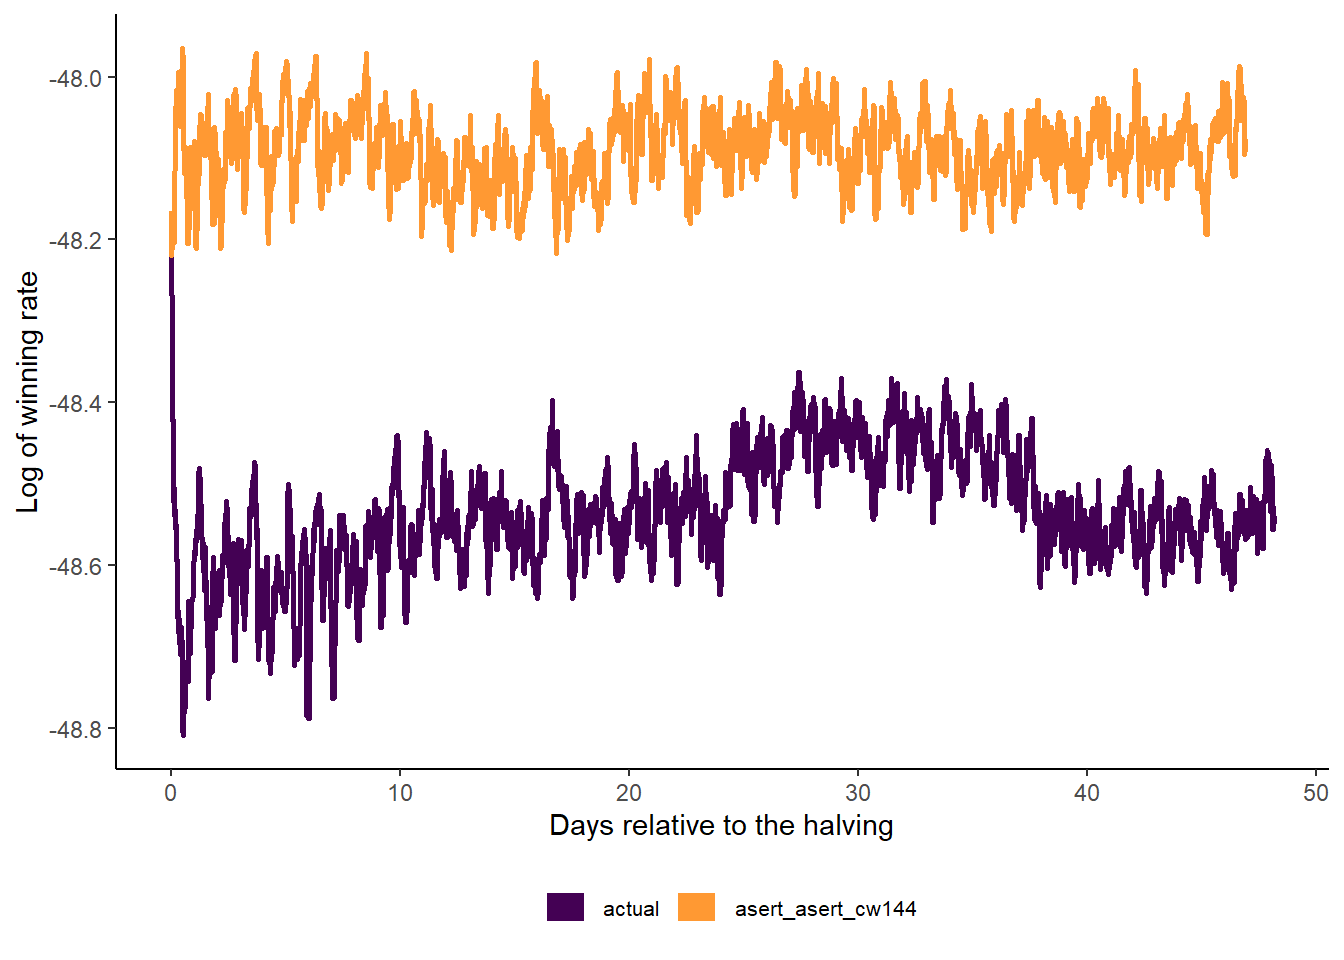 Log of winning rate
-48.0
-48.2
-48.4
-48.6
-48.8
0 10 20 30 40 50
Days relative to the halving
actual asert_asert_cw144